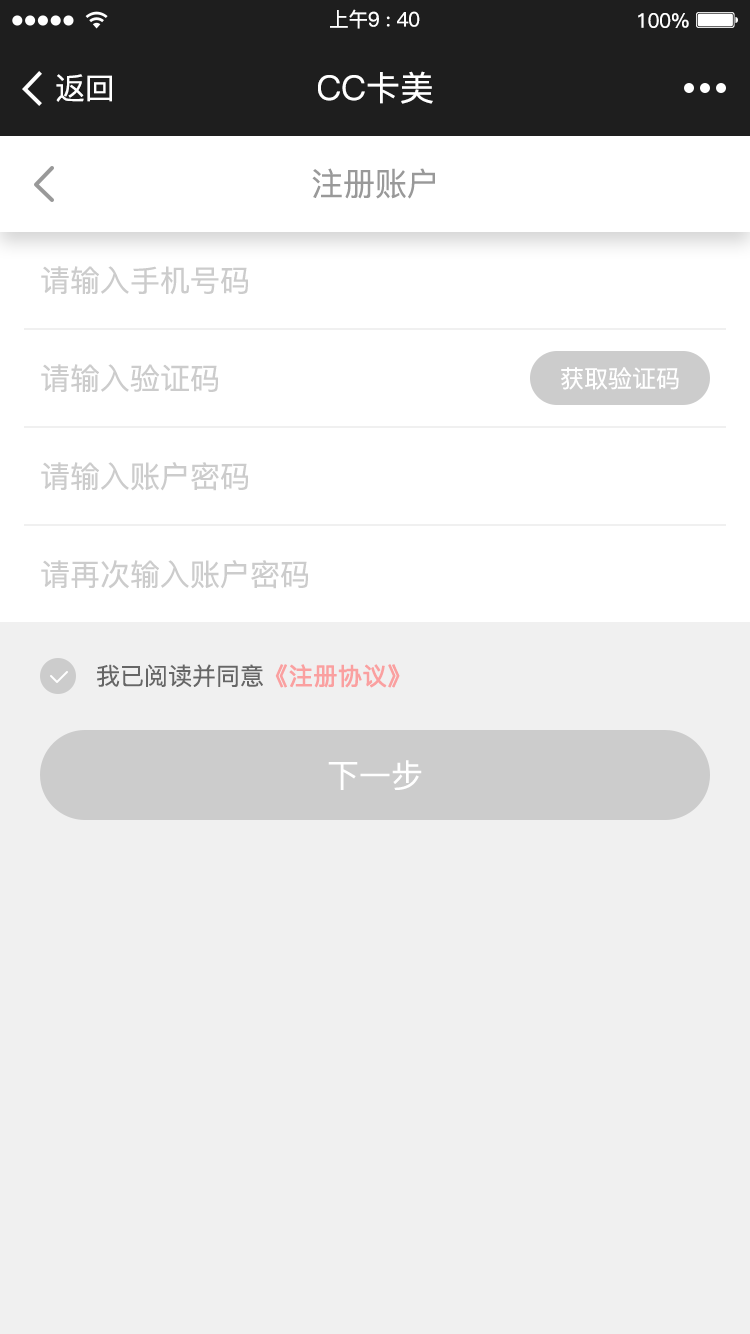 上午9 : 40
100%
返回
CC卡美
注册账户
请输入手机号码
请输入验证码
获取验证码
请输入账户密码
请再次输入账户密码
我已阅读并同意《注册协议》
下一步